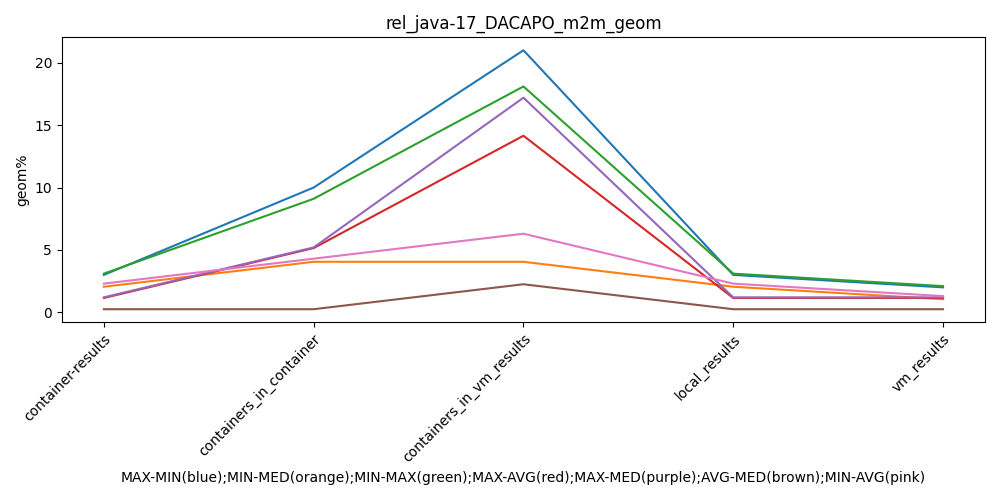 rel_java-17_DACAPO_m2m_geom
geom%
20
15
10
5
0
container-results
containers_in_container
containers_in_vm_results
local_results
vm_results
MAX-MIN(blue);MIN-MED(orange);MIN-MAX(green);MAX-AVG(red);MAX-MED(purple);AVG-MED(brown);MIN-AVG(pink)